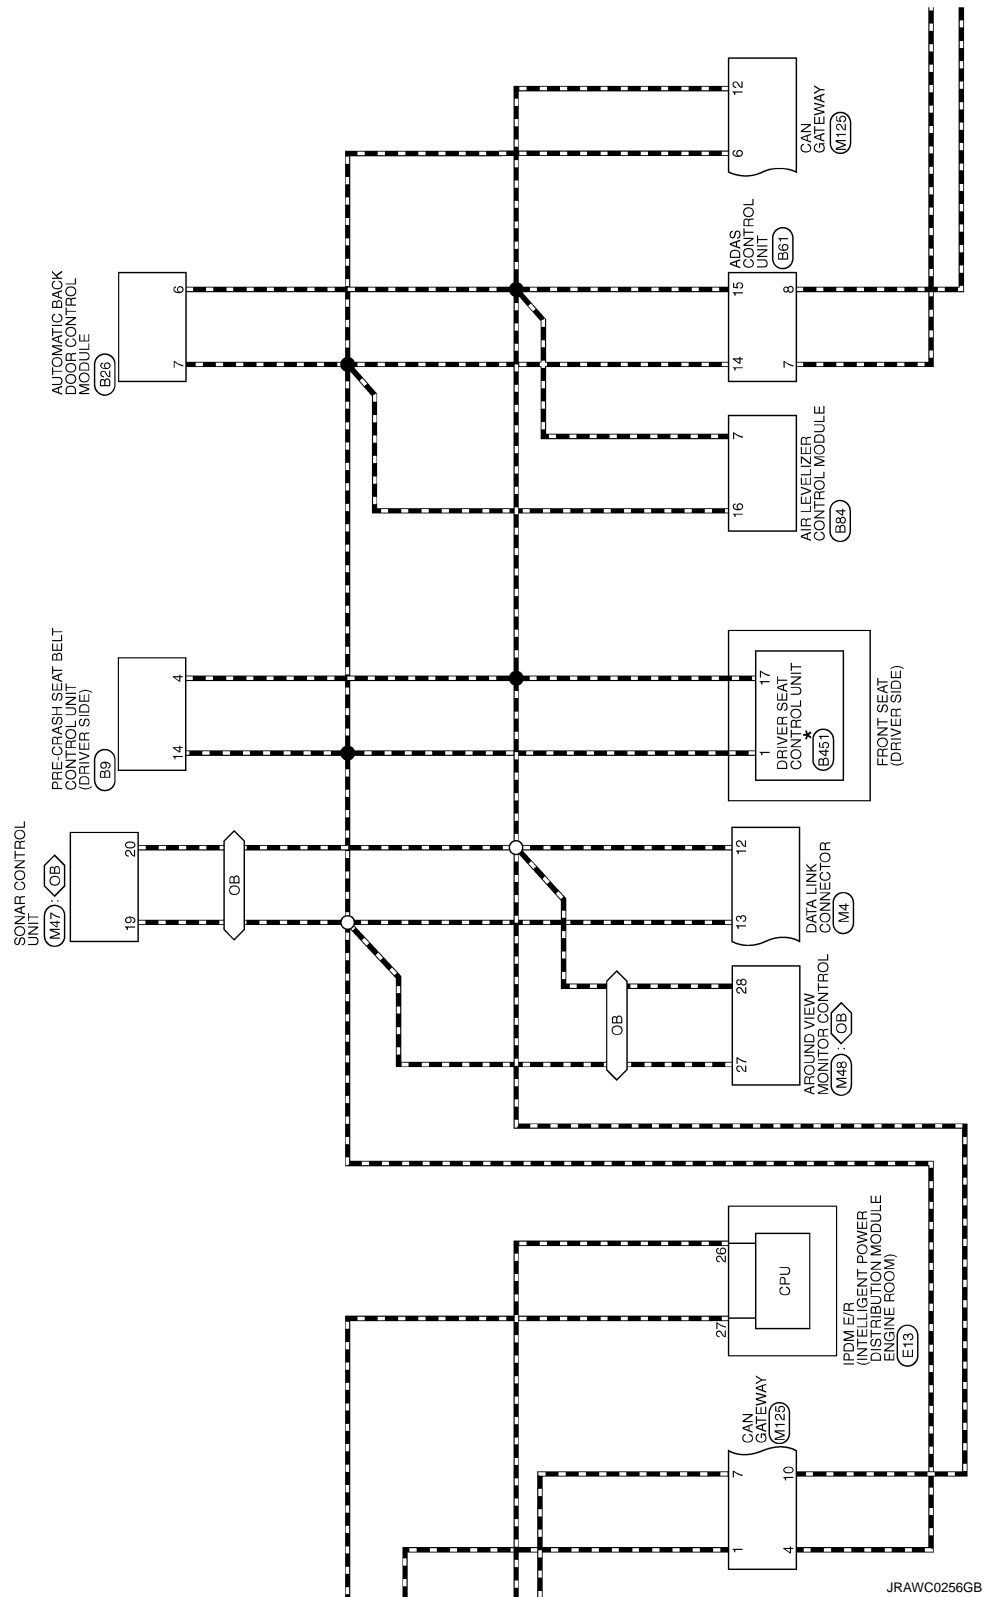 12
6
CAN
GATEWAY
M125
AUTOMATIC BACK
DOOR CONTROL
MODULE
B26
6
7
ADAS
CONTROL
UNIT
B61
15
14
8
7
7
16
AIR LEVELIZER
CONTROL MODULE
B84
PRE-CRASH SEAT BELT
CONTROL UNIT
(DRIVER SIDE)
B9
4
14
17
1
DRIVER SEAT
CONTROL UNIT
*
B451
FRONT SEAT
(DRIVER SIDE)
SONAR CONTROL
UNIT
M47 : OB
20
19
OB
12
13
DATA LINK
CONNECTOR
M4
OB
28
27
AROUND VIEW
MONITOR CONTROL
M48 : OB
26
27
CPU
IPDM E/R
(INTELLIGENT POWER
DISTRIBUTION MODULE
ENGINE ROOM)
E13
CAN
GATEWAY
M125
7
1
10
4
JRAWC0256GB